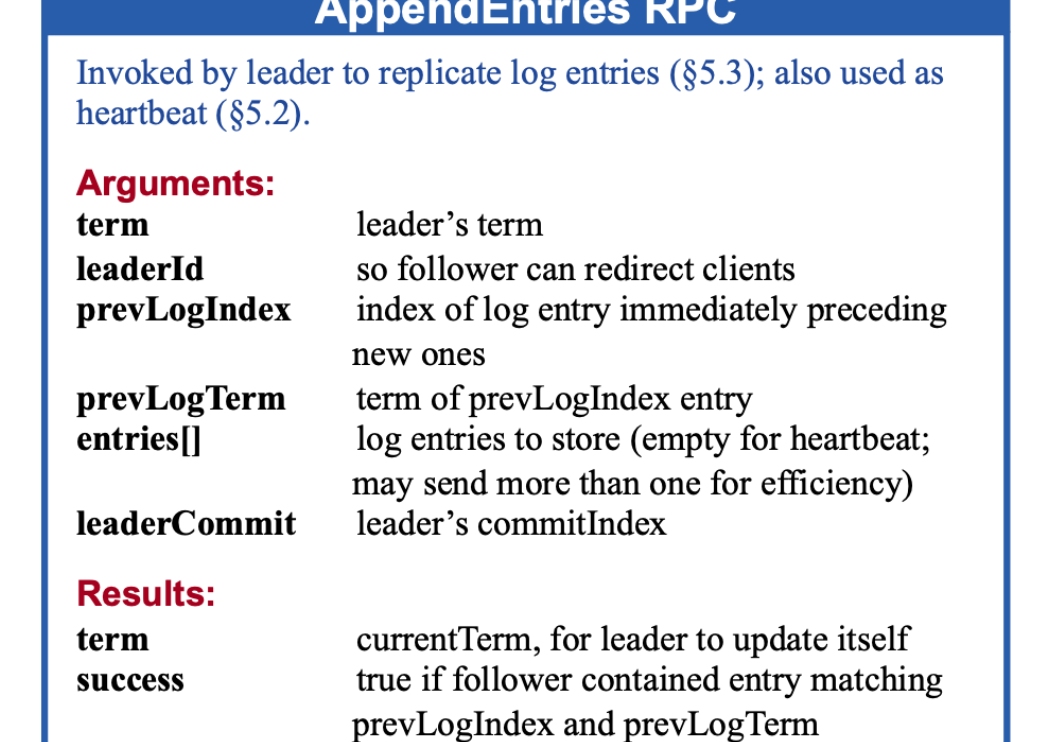 AppendEntries RPC
Invoked by leader to replicate log entries (§5.3); also used as
heartbeat (§5.2).
Arguments:
term leader’s term
leaderId so follower can redirect clients
prevLogIndex index of log entry immediately preceding
new ones
prevLogTerm term of prevLogIndex entry
entries[] log entries to store (empty for heartbeat;
may send more than one for efficiency)
leaderCommit leader’s commitIndex
Results:
term currentTerm, for leader to update itself
success true if follower contained entry matching
prevLogIndex and prevLogTerm